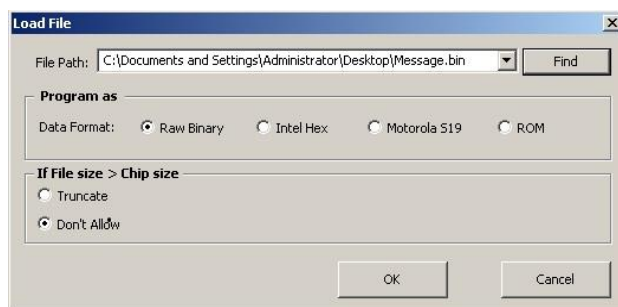 Load File
File Path: C:\Documents and Settings\Administrator\Desktop\Message.bin Find
Program as
Data Format: Raw Binary Intel Hex Motorola S19 ROM
If File size > Chip size
Truncate
Don't Allow
OK Cancel